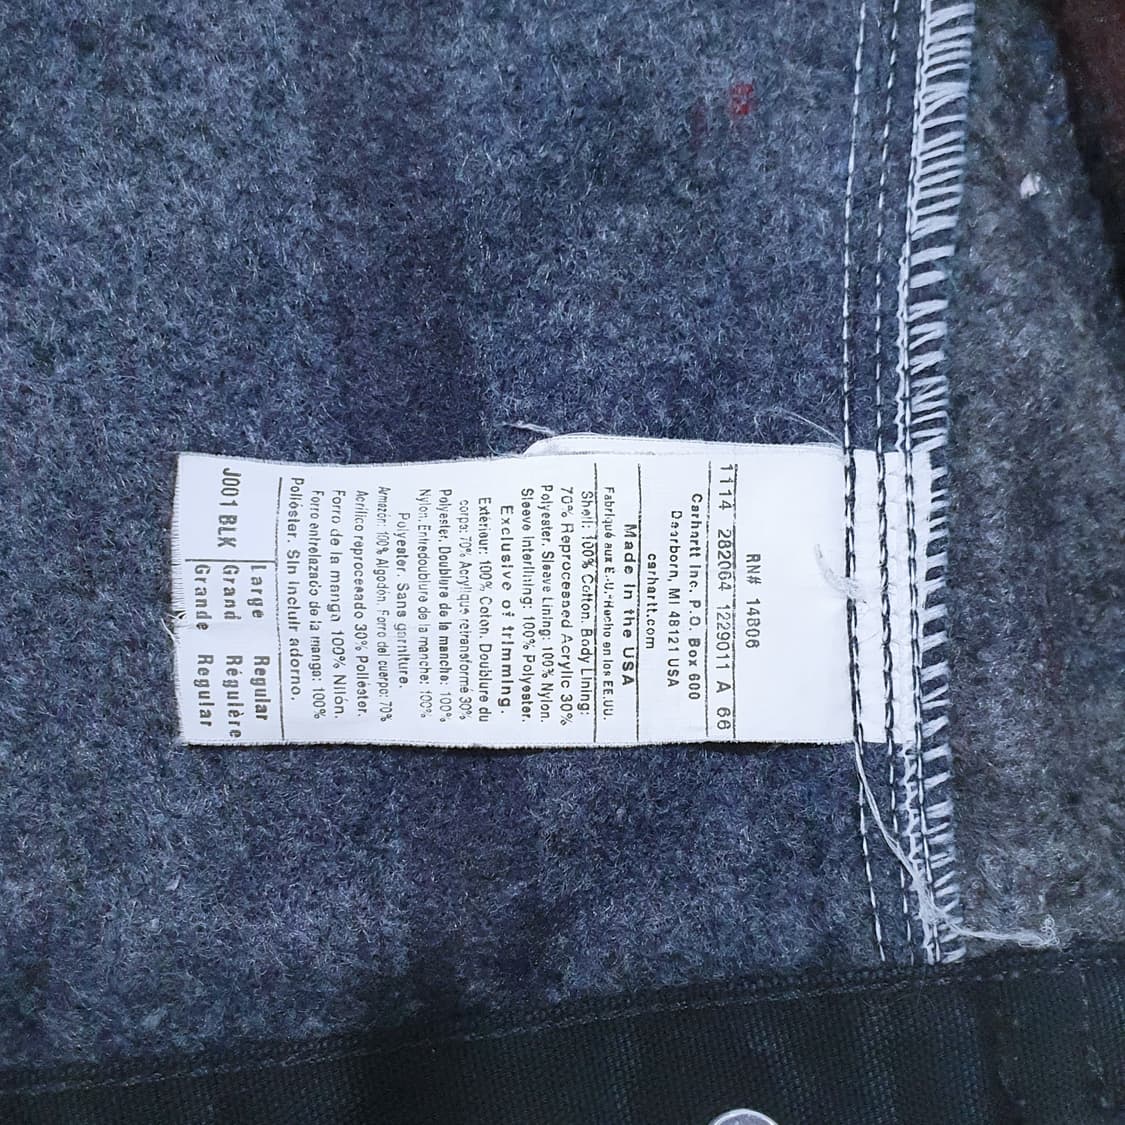 RN# 14806
1114 282064 1229011 A 66
Carhartt Inc. P.O. Box 600
Dearborn, MI 48121 USA
carhartt.com
Made in the USA
Fabriqué aux E.-U.-Hecho en los EE.UU.
Shell: 100% Cotton. Body Lining:
70% Reprocessed Acrylic 30%
Polyester. Sleeve Lining: 100% Nylon.
Sleeve Interlining: 100% Polyester.
Exclusive of trimming.
Extérieur: 100% Coton. Doublure du
corps: 70% Acrylique retransformé 30%
Polyester. Doublure de la manche: 100%
Nylon. Entredoublure de la manche: 100%
Polyester. Sans garniture.
Armazón: 100% Algodón. Forro del cuerpo: 70%
Acrílico reprocesado 30% Poliéster.
Forro de la manga 100% Nilón.
Forro entrelazado de la manga: 100%
Poliéster. Sin incluir adorno.
Large Regular
J001 BLK Grand Régulère
Grande Regular